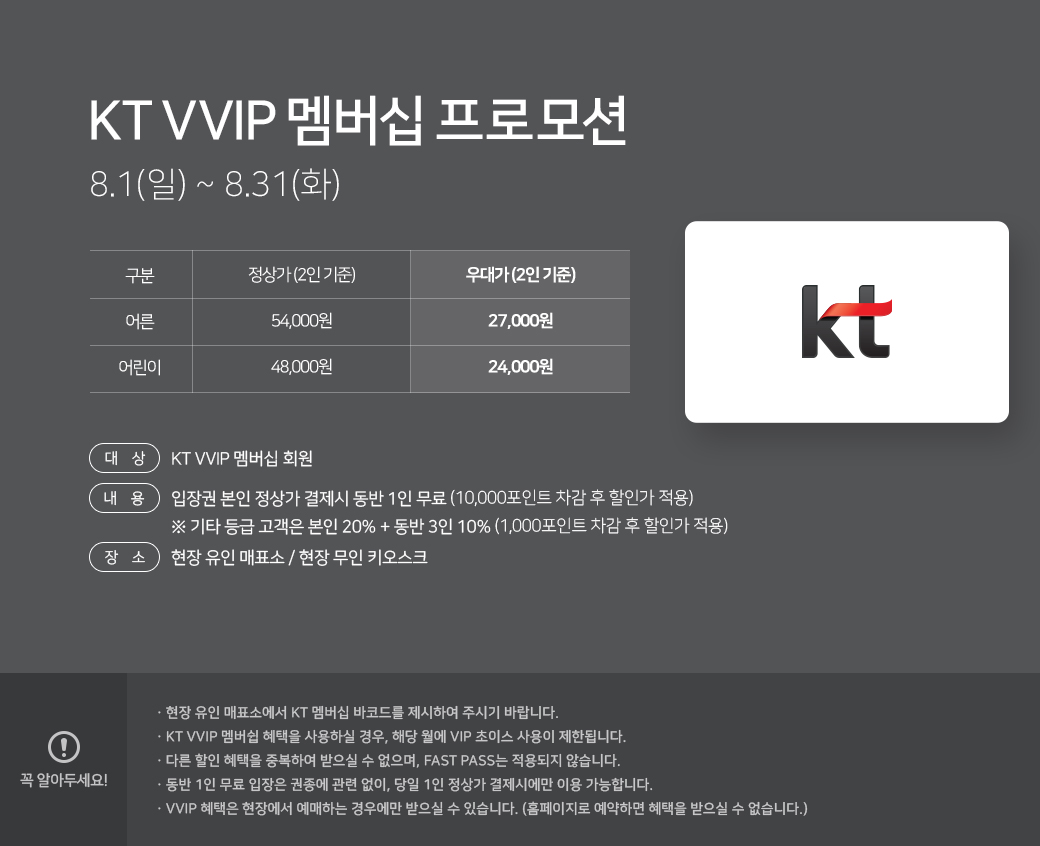 KT VVIP 멤버십 프로모션
8.1(일) ~ 8.31(화)
구분 정상가 (2인 기준) 우대가 (2인 기준)
어른 54,000원 27,000원
어린이 48,000원 24,000원
kt
대 상 KT VVIP 멤버십 회원
내 용 입장권 본인 정상가 결제시 동반 1인 무료 (10,000포인트 차감 후 할인가 적용)
※ 기타 등급 고객은 본인 20% + 동반 3인 10% (1,000포인트 차감 후 할인가 적용)
장 소 현장 유인 매표소 / 현장 무인 키오스크
꼭 알아두세요!
· 현장 유인 매표소에서 KT 멤버십 바코드를 제시하여 주시기 바랍니다.
· KT VVIP 멤버쉽 혜택을 사용하실 경우, 해당 월에 VIP 초이스 사용이 제한됩니다.
· 다른 할인 혜택을 중복하여 받으실 수 없으며, FAST PASS는 적용되지 않습니다.
· 동반 1인 무료 입장은 권종에 관련 없이, 당일 1인 정상가 결제시에만 이용 가능합니다.
· VVIP 혜택은 현장에서 예매하는 경우에만 받으실 수 있습니다. (홈페이지로 예약하면 혜택을 받으실 수 없습니다.)